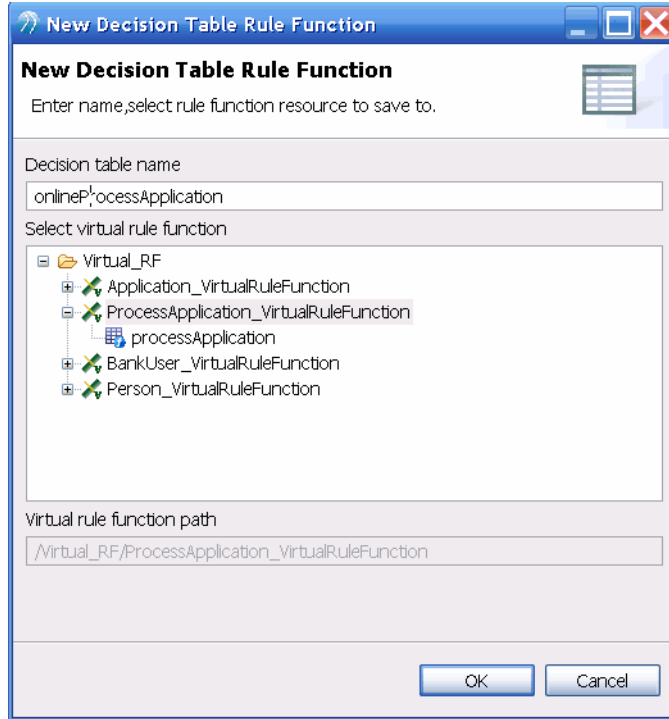 New Decision Table Rule Function
New Decision Table Rule Function
Enter name,select rule function resource to save to.
Decision table name
onlineProcessApplication
Select virtual rule function
Virtual_RF
Application_VirtualRuleFunction
ProcessApplication_VirtualRuleFunction
processApplication
BankUser_VirtualRuleFunction
Person_VirtualRuleFunction
Virtual rule function path
/Virtual_RF/ProcessApplication_VirtualRuleFunction
OK Cancel